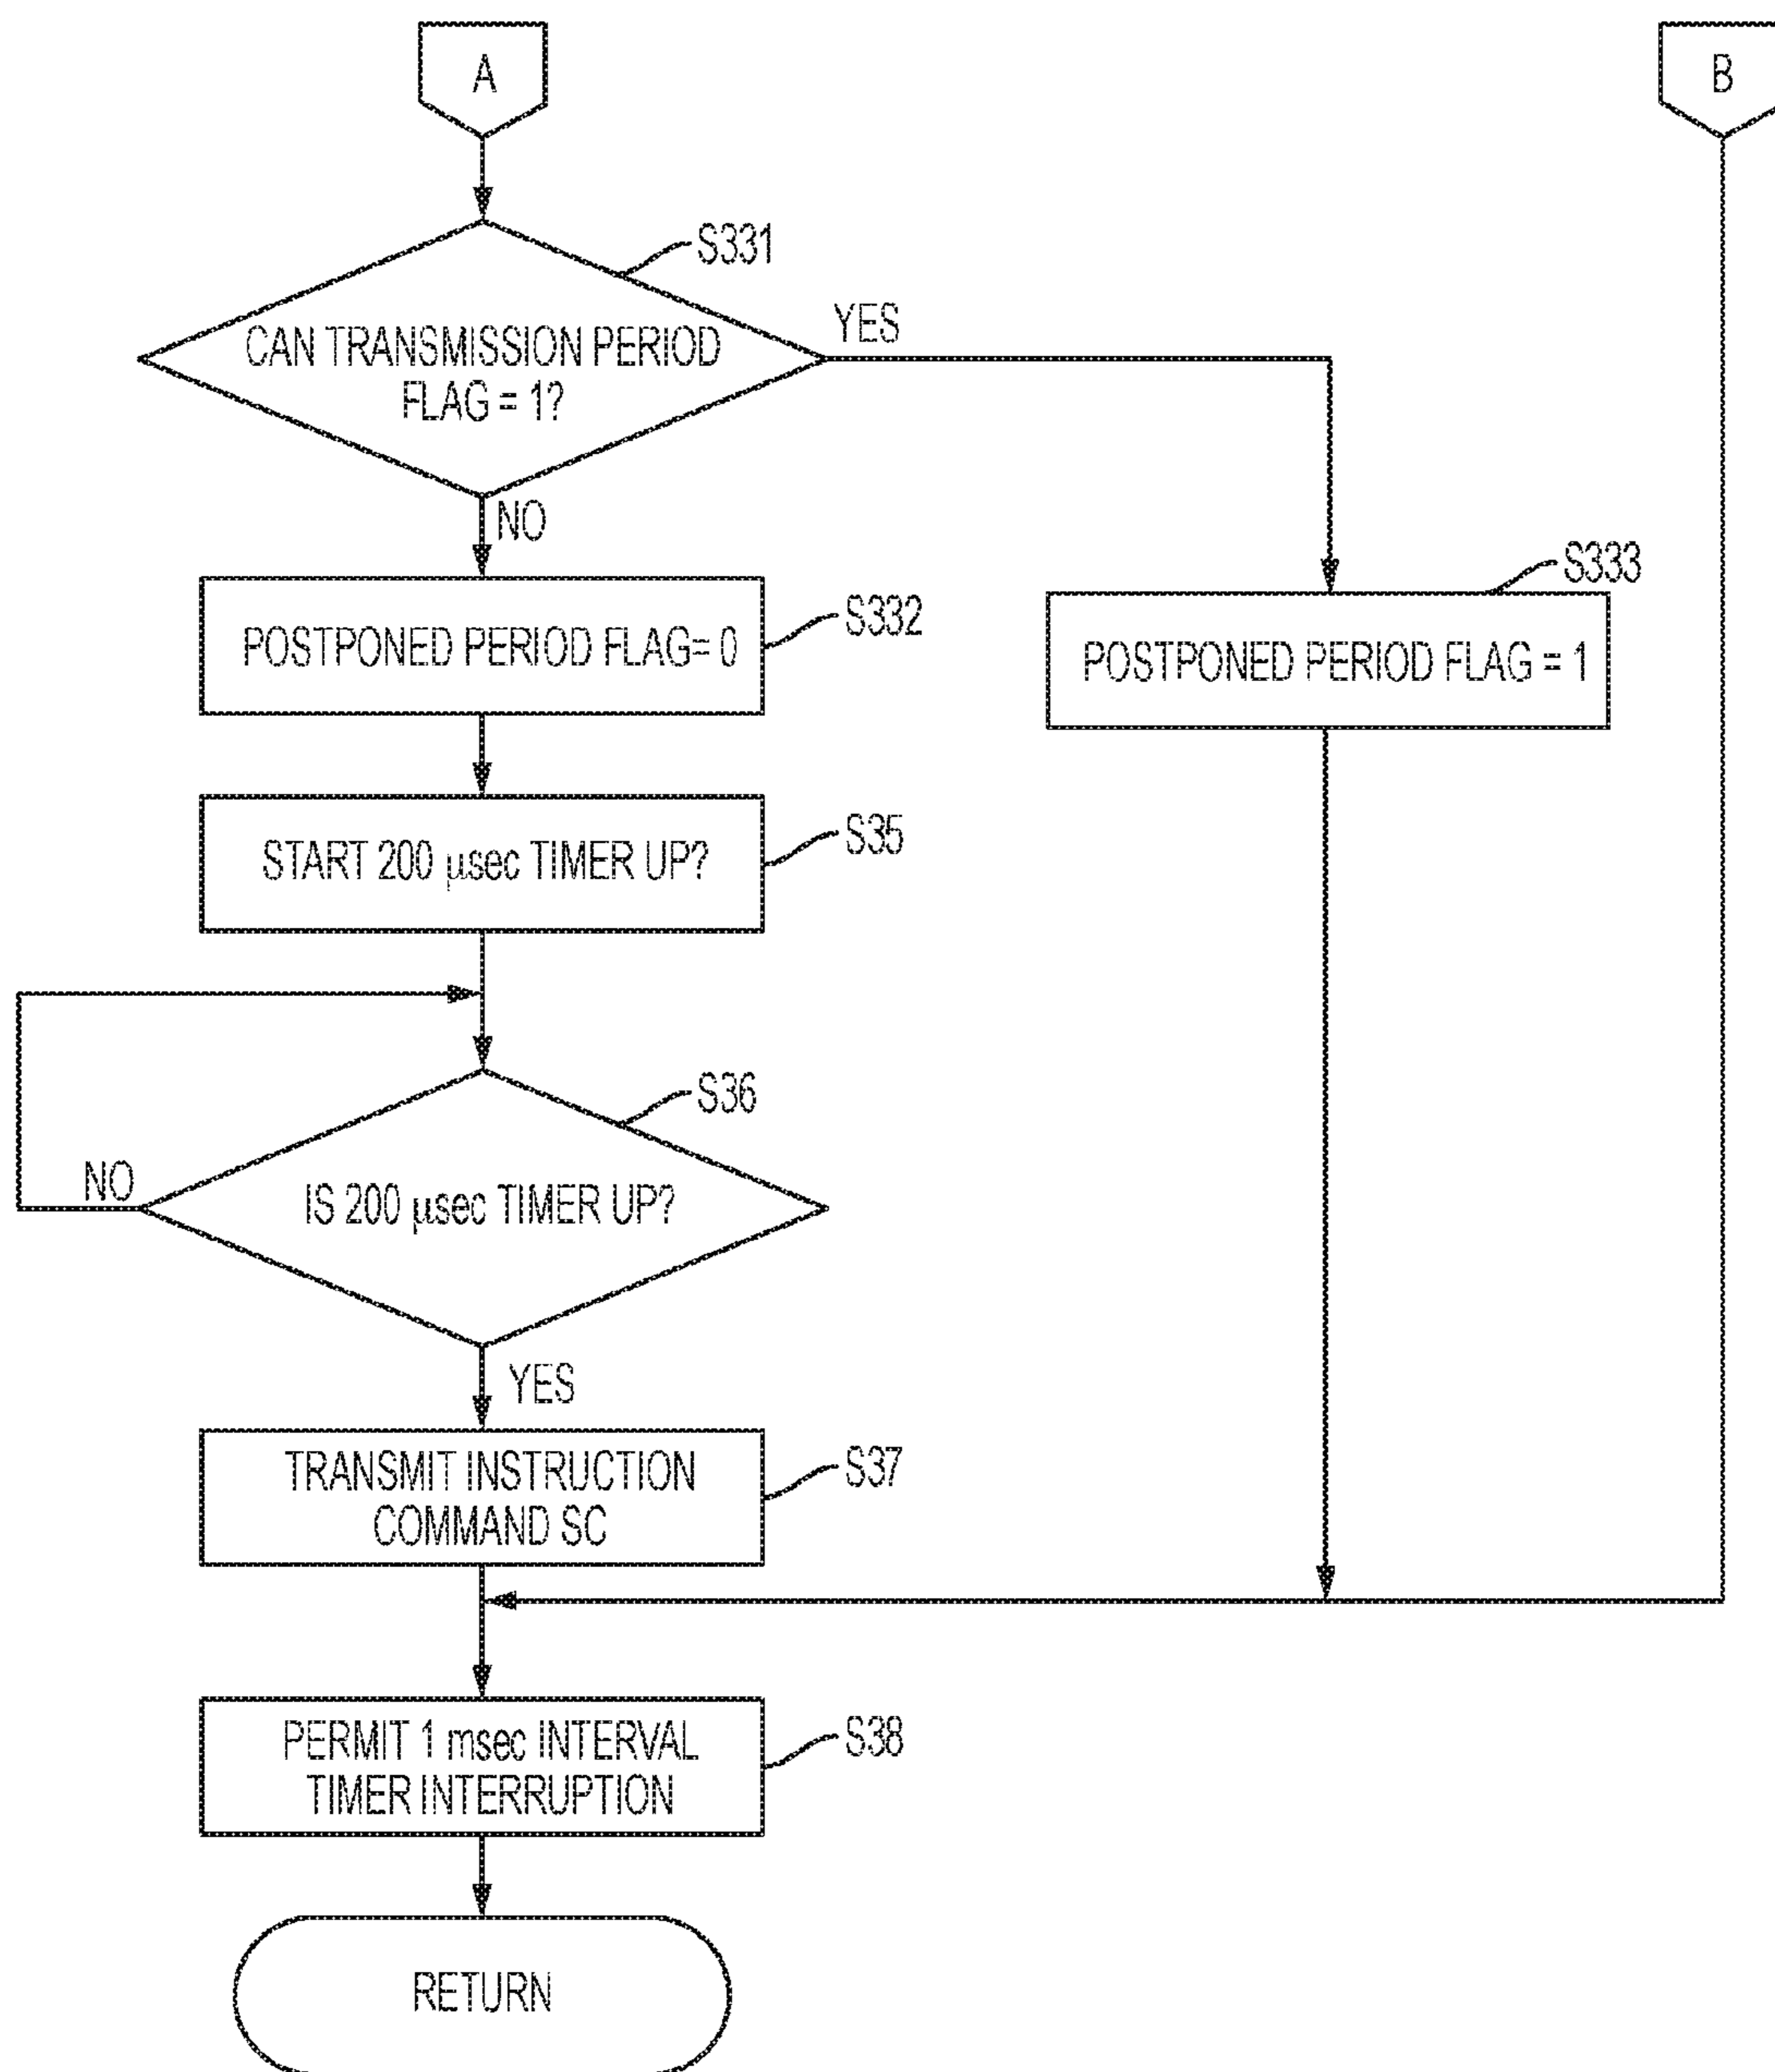 A
B
S331
CAN TRANSMISSION PERIOD
FLAG = 1?
YES
NO
S332
POSTPONED PERIOD FLAG= 0
S333
POSTPONED PERIOD FLAG = 1
S35
START 200 μsec TIMER UP?
S36
NO
IS 200 μsec TIMER UP?
YES
S37
TRANSMIT INSTRUCTION
COMMAND SC
S38
PERMIT 1 msec INTERVAL
TIMER INTERRUPTION
RETURN